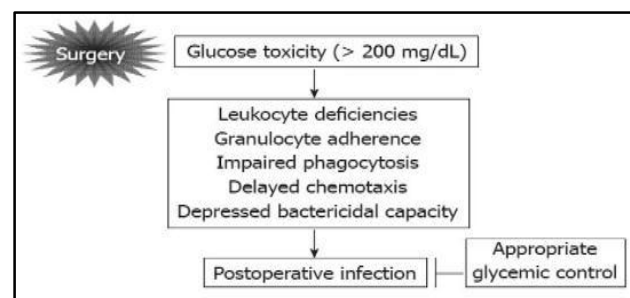 Surgery
Glucose toxicity (> 200 mg/dL)
Leukocyte deficiencies
Granulocyte adherence
Impaired phagocytosis
Delayed chemotaxis
Depressed bactericidal capacity
Postoperative infection
Appropriate
glycemic control